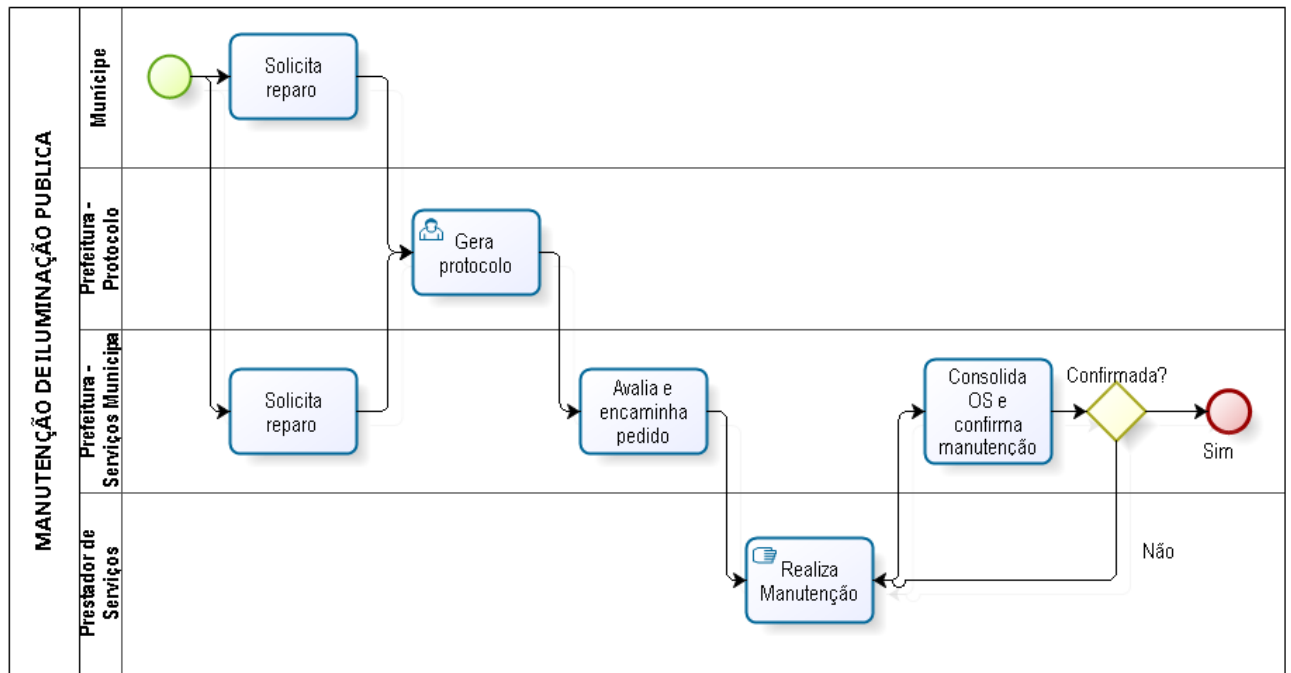 MANUTENÇÃO DE ILUMINAÇÃO PUBLICA
Munícipe
Solicita
reparo
Prefeitura -
Protocolo
Gera
protocolo
Prefeitura -
Serviços Municipa
Solicita
reparo
Avalia e
encaminha
pedido
Consolida
OS e
confirma
manutenção
Confirmada?
Sim
Prestador de
Serviços
Realiza
Manutenção
Não